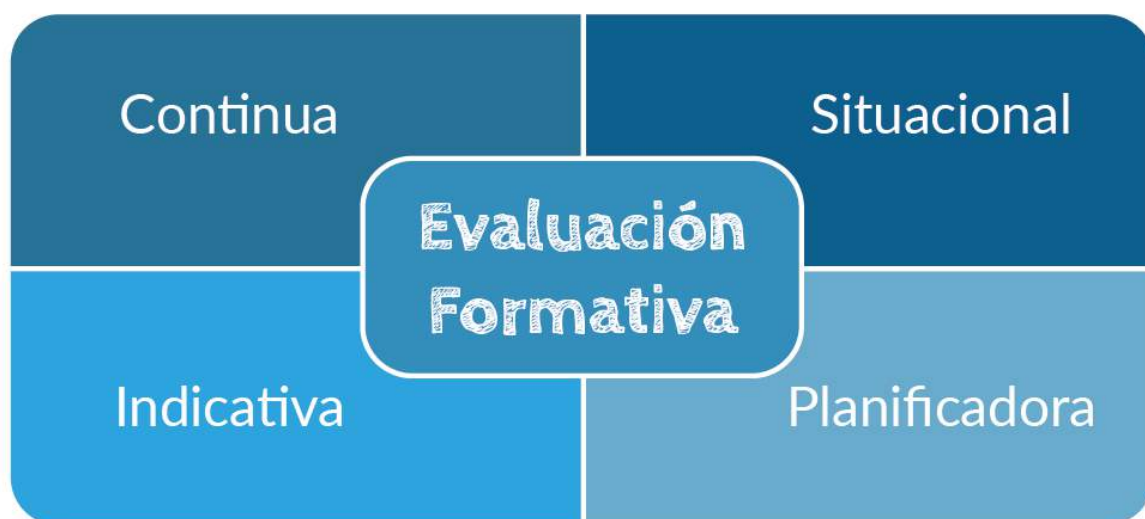 Continua
Situacional
Evaluación
Formativa
Indicativa
Planificadora